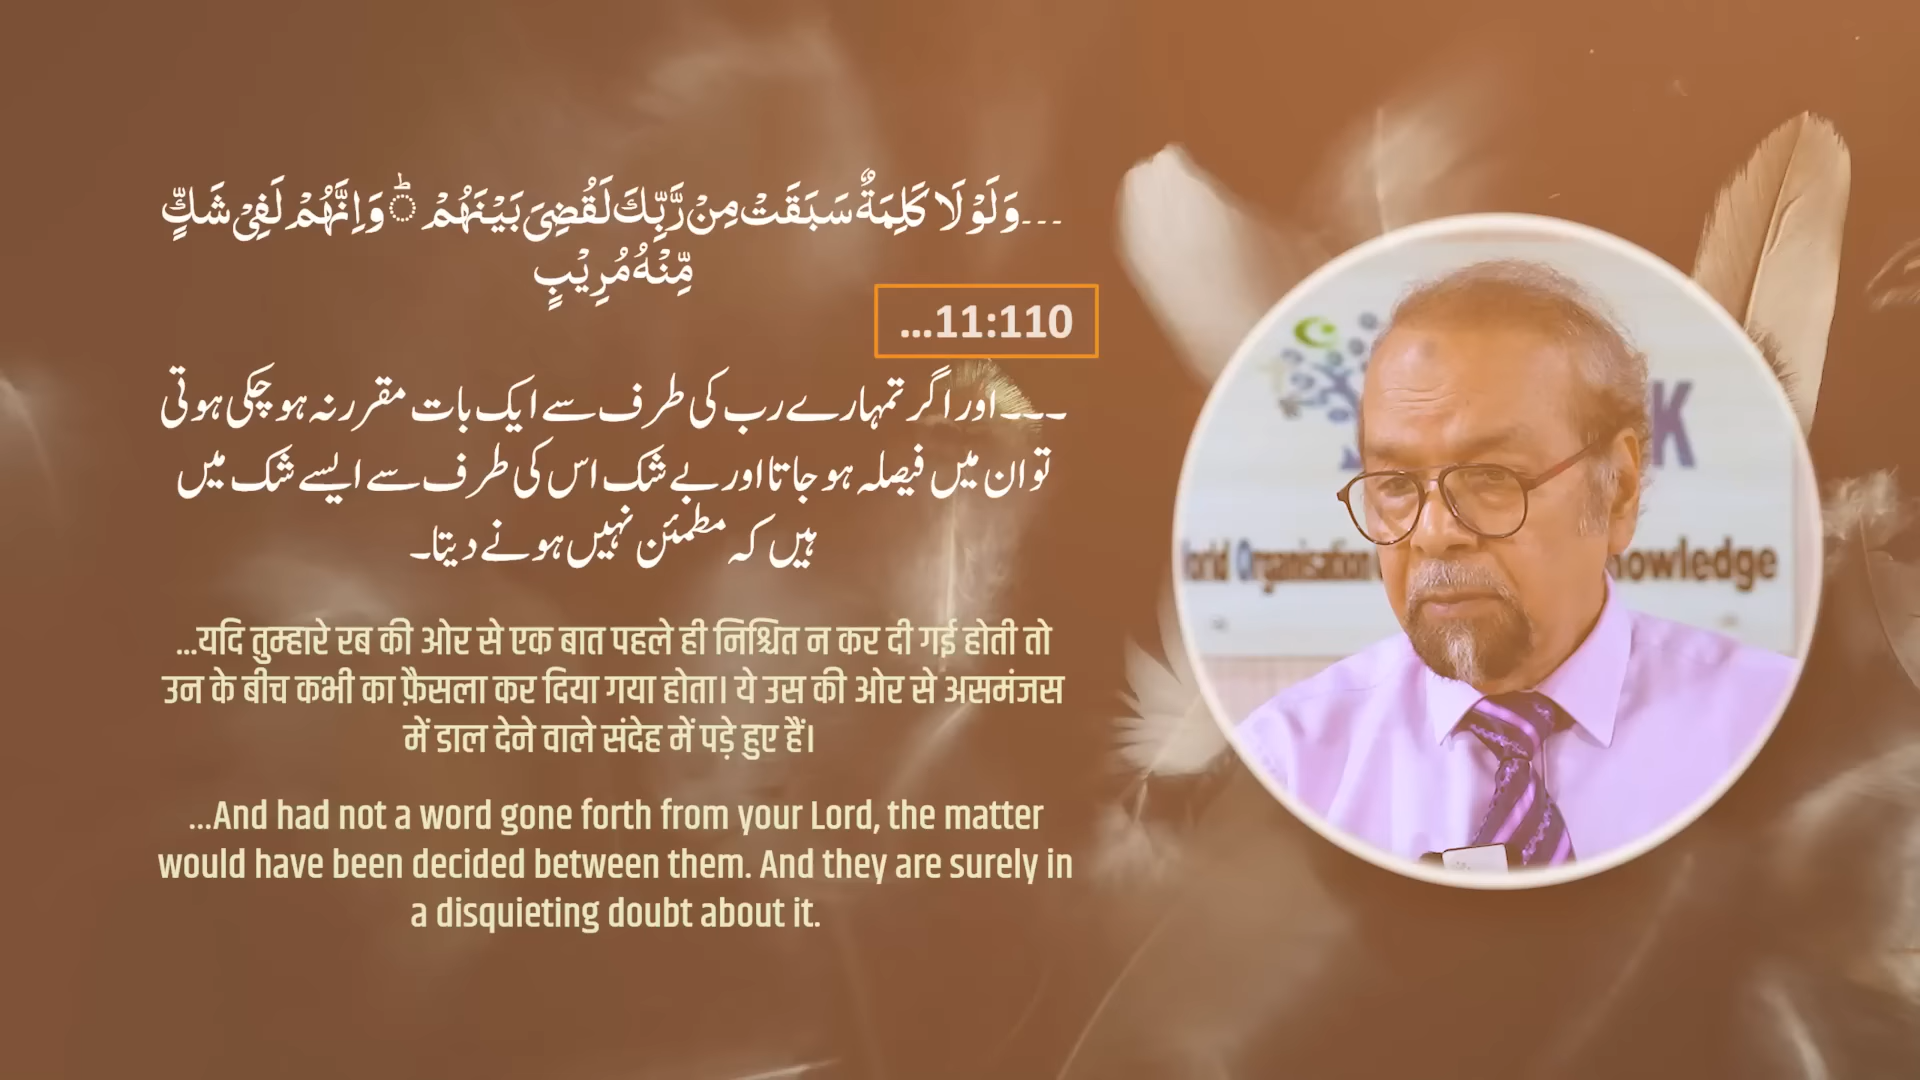 ---وَلَوْلَا كَلِمَةٌ سَبَقَتْ مِنْ رَّبِّكَ لَقُضِيَ بَيْنَهُمْ ؕ وَاِنَّهُمْ لَفِيْ شَكٍّ
مِّنْهُ مُرِيْبٍ
...11:110
۔۔۔اور اگر تمہارے رب کی طرف سے ایک بات مقرر نہ ہو چکی ہوتی
تو ان میں فیصلہ ہو جاتا اور بے شک اس کی طرف سے ایسے شک میں
ہیں کہ مطمئن نہیں ہونے دیتا۔
...यदि तुम्हारे रब की ओर से एक बात पहले ही निश्चित न कर दी गई होती तो
उन के बीच कभी का फ़ैसला कर दिया गया होता। ये उस की ओर से असमंजस
में डाल देने वाले संदेह में पड़े हुए हैं।
...And had not a word gone forth from your Lord, the matter
would have been decided between them. And they are surely in
a disquieting doubt about it.
K
orld Organisation
nowledge